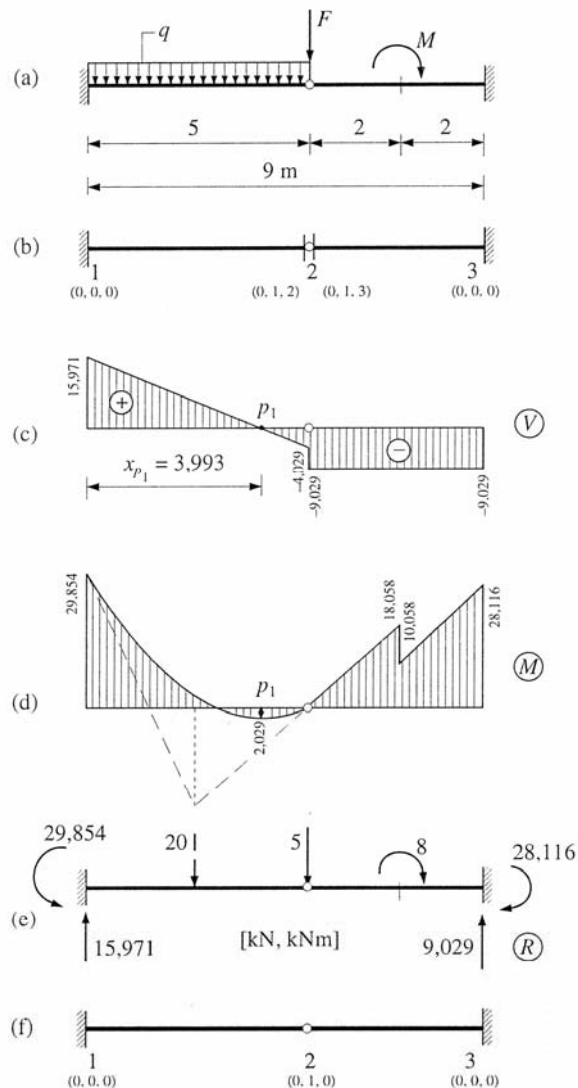 q
F
M
(a)
5
2
2
9 m
(b)
1
2
3
(0, 0, 0)
(0, 1, 2)
(0, 1, 3)
(0, 0, 0)
15,971
+
p1
V
(c)
xp1 = 3,993
−
-4,029
-9,029
-9,029
29,854
18,058
10,058
28,116
p1
M
(d)
2,029
29,854
20
5
8
28,116
(e)
15,971
[kN, kNm]
9,029
R
(f)
1
2
3
(0, 0, 0)
(0, 1, 0)
(0, 0, 0)